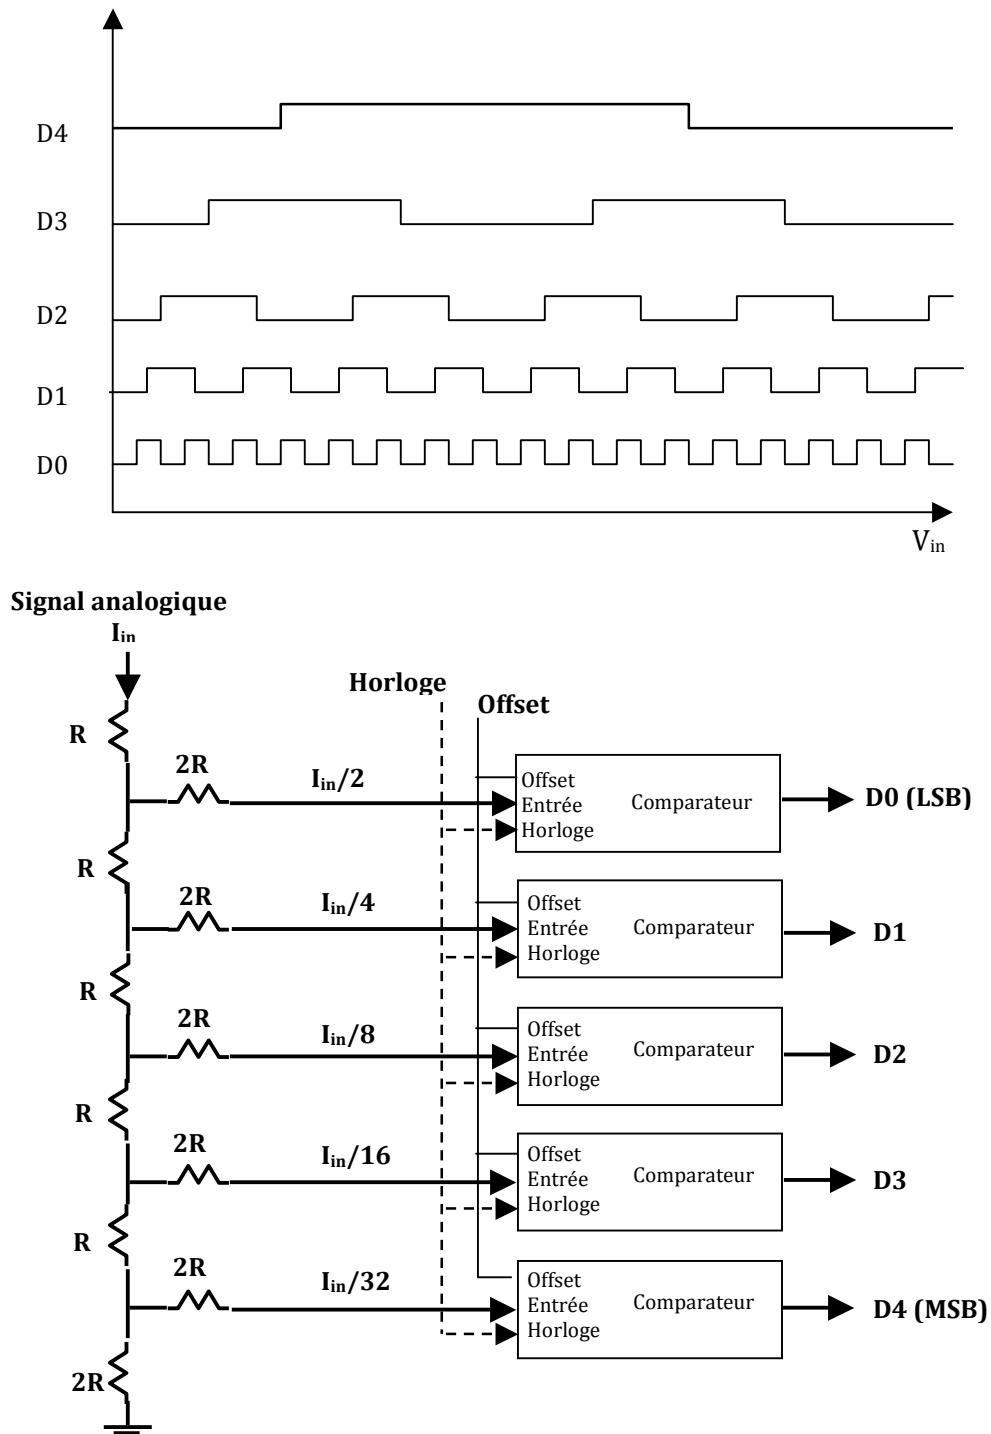 D4
D3
D2
D1
D0
Vin
Signal analogique
Iin
Horloge
Offset
R
2R
Iin/2
Offset
Entrée
Horloge
Comparateur
D0 (LSB)
R
2R
Iin/4
Offset
Entrée
Horloge
Comparateur
D1
R
2R
Iin/8
Offset
Entrée
Horloge
Comparateur
D2
R
2R
Iin/16
Offset
Entrée
Horloge
Comparateur
D3
R
2R
Iin/32
Offset
Entrée
Horloge
Comparateur
D4 (MSB)
2R